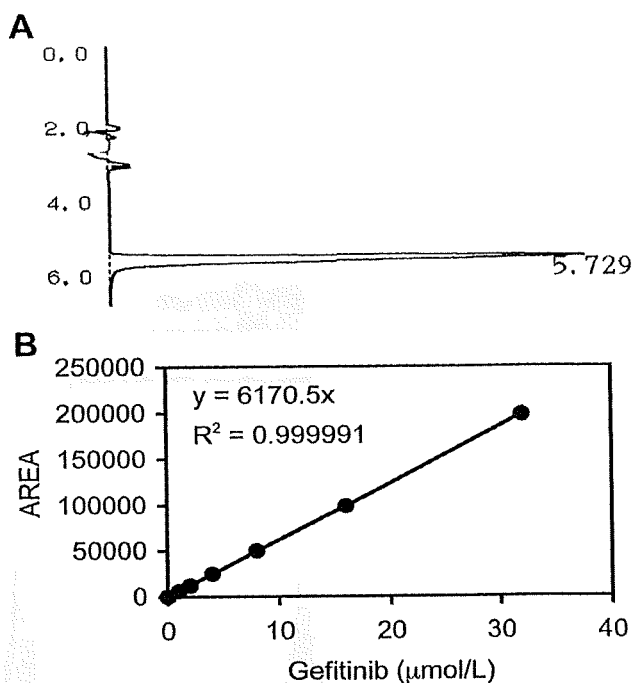 A
0.0
2.0
4.0
6.0
5.729
B
250000
200000
150000
100000
50000
0
AREA
y = 6170.5x
R² = 0.999991
0 10 20 30 40
Gefitinib (μmol/L)